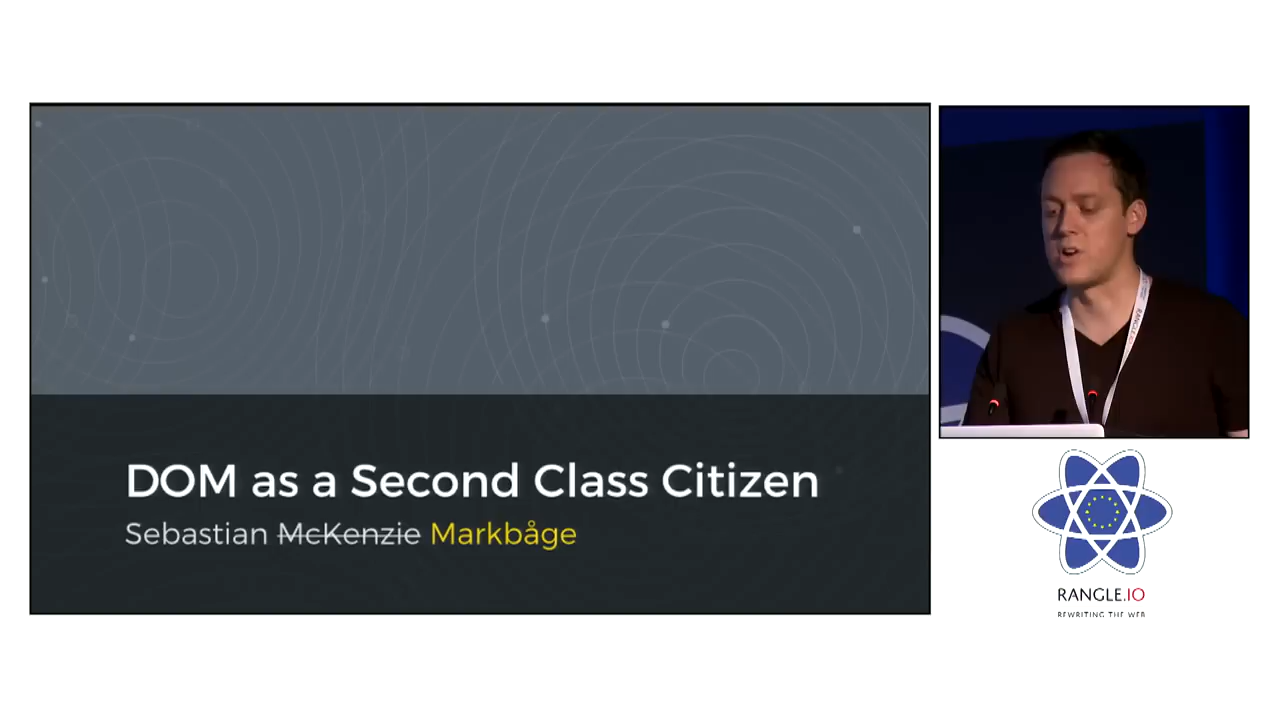 DOM as a Second Class Citizen
Sebastian McKenzie Markbåge
RANGLE.IO
REWRITING THE WEB